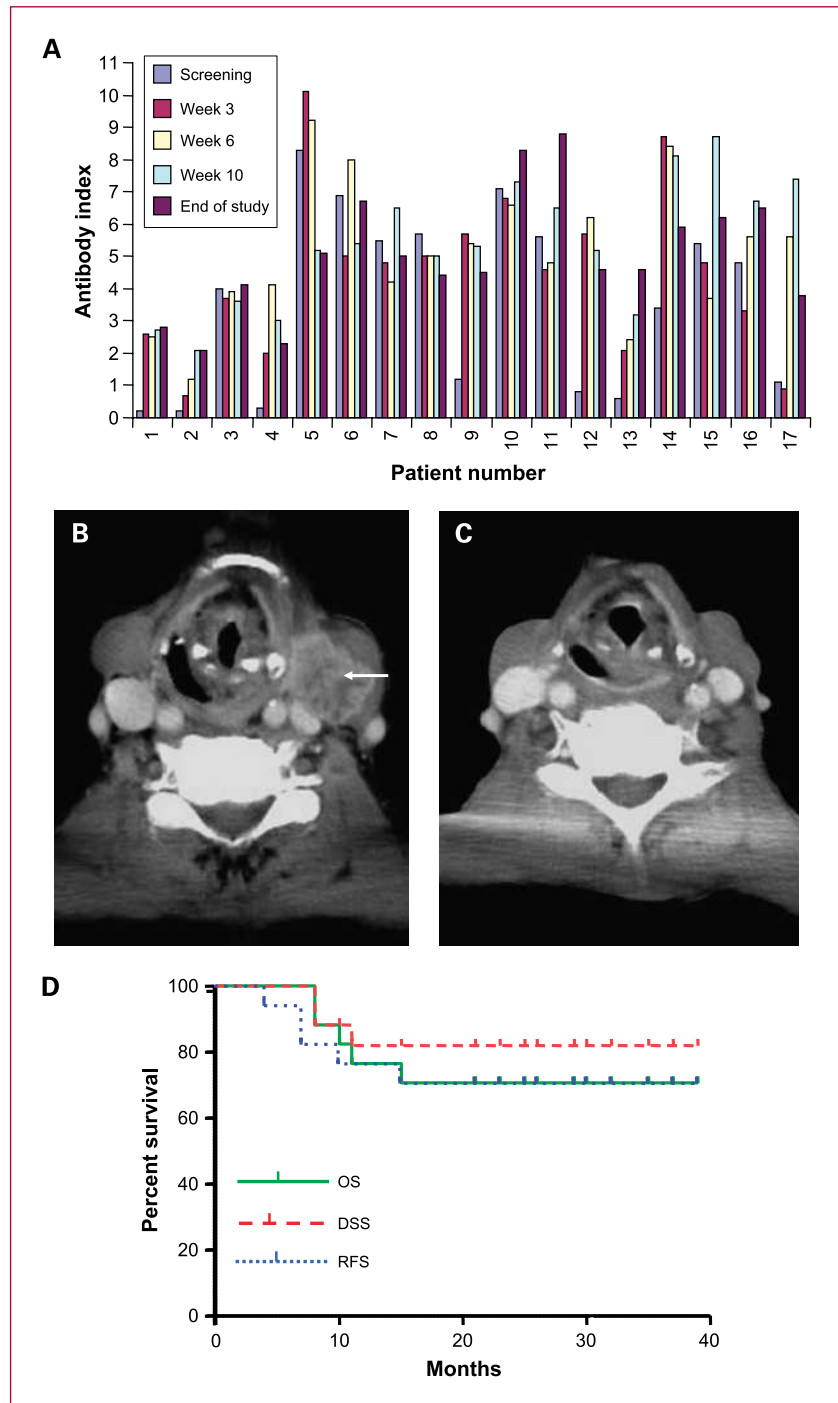 A
11
10
9
8
7
6
5
4
3
2
1
0
Antibody index
Screening
Week 3
Week 6
Week 10
End of study
1 2 3 4 5 6 7 8 9 10 11 12 13 14 15 16 17
Patient number
B
C
D
100
80
60
40
20
0
Percent survival
OS
DSS
RFS
0 10 20 30 40
Months